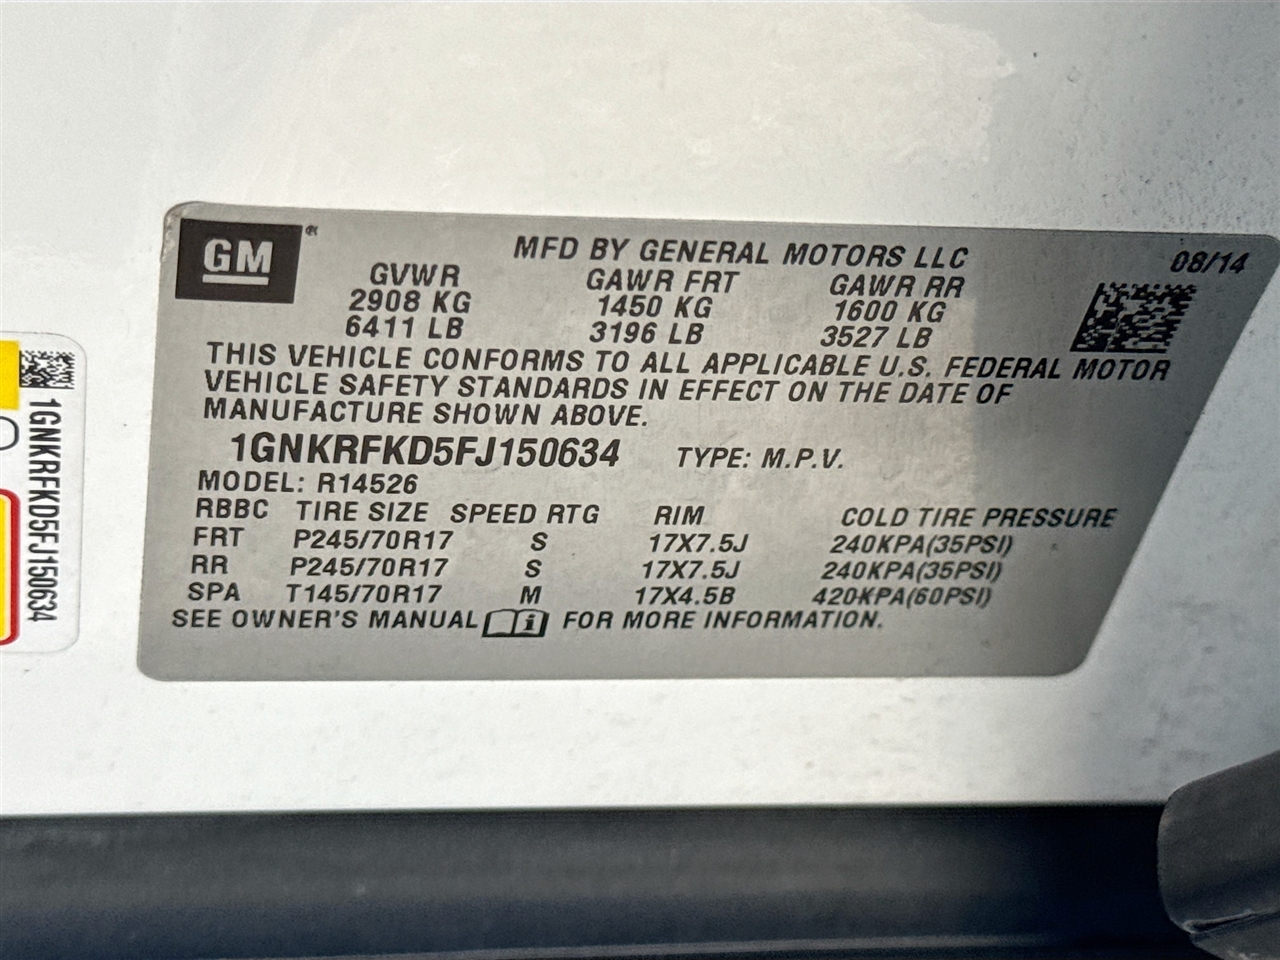 GM ®
MFD BY GENERAL MOTORS LLC 08/14
GVWR GAWR FRT GAWR RR
2908 KG 1450 KG 1600 KG
6411 LB 3196 LB 3527 LB
THIS VEHICLE CONFORMS TO ALL APPLICABLE U.S. FEDERAL MOTOR
VEHICLE SAFETY STANDARDS IN EFFECT ON THE DATE OF
MANUFACTURE SHOWN ABOVE.
1GNKRFKD5FJ150634 TYPE: M.P.V.
MODEL: R14526
RBBC TIRE SIZE SPEED RTG RIM COLD TIRE PRESSURE
FRT P245/70R17 S 17X7.5J 240KPA(35PSI)
RR P245/70R17 S 17X7.5J 240KPA(35PSI)
SPA T145/70R17 M 17X4.5B 420KPA(60PSI)
SEE OWNER'S MANUAL i FOR MORE INFORMATION.
1GNKRFKD5FJ150634